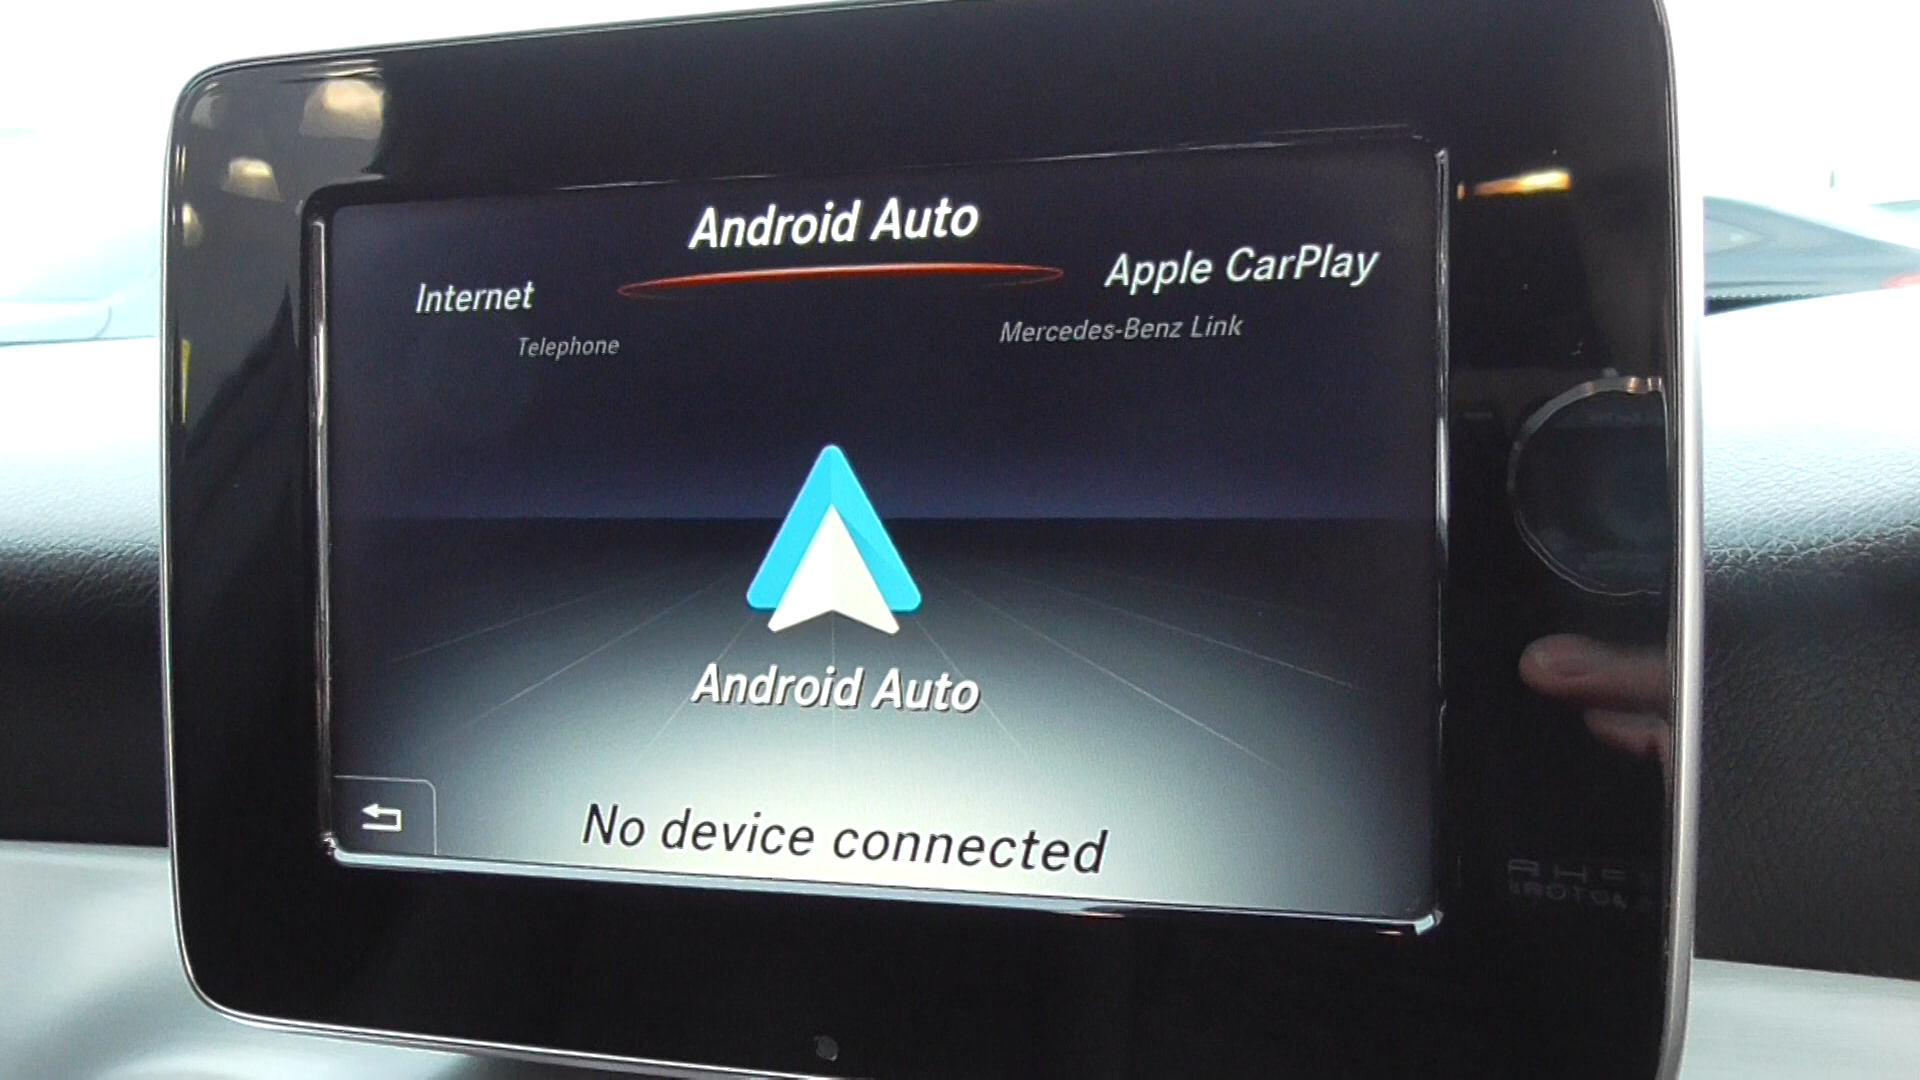 Android Auto
Internet
Apple CarPlay
Telephone
Mercedes-Benz Link
Android Auto
No device connected